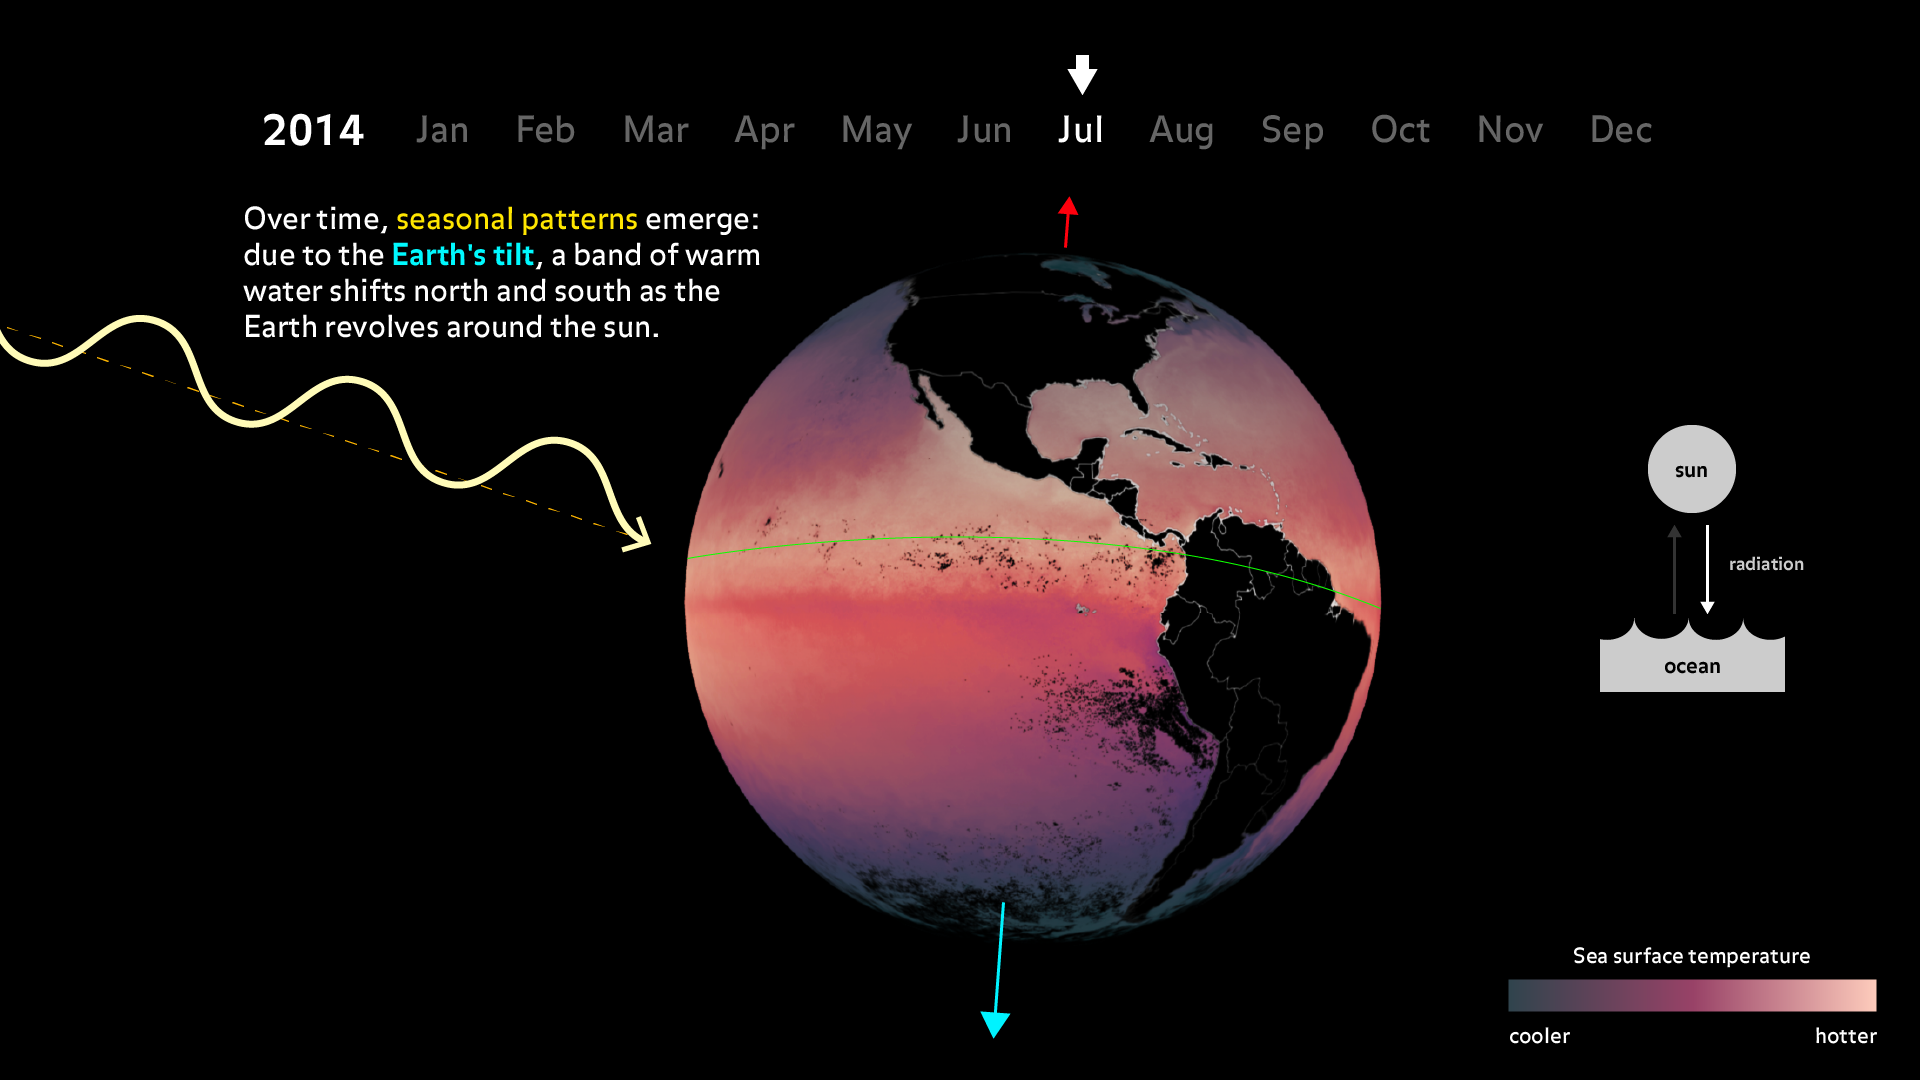 2014 Jan Feb Mar Apr May Jun Jul Aug Sep Oct Nov Dec
Over time, seasonal patterns emerge:
due to the Earth's tilt, a band of warm
water shifts north and south as the
Earth revolves around the sun.
sun
radiation
ocean
Sea surface temperature
cooler hotter